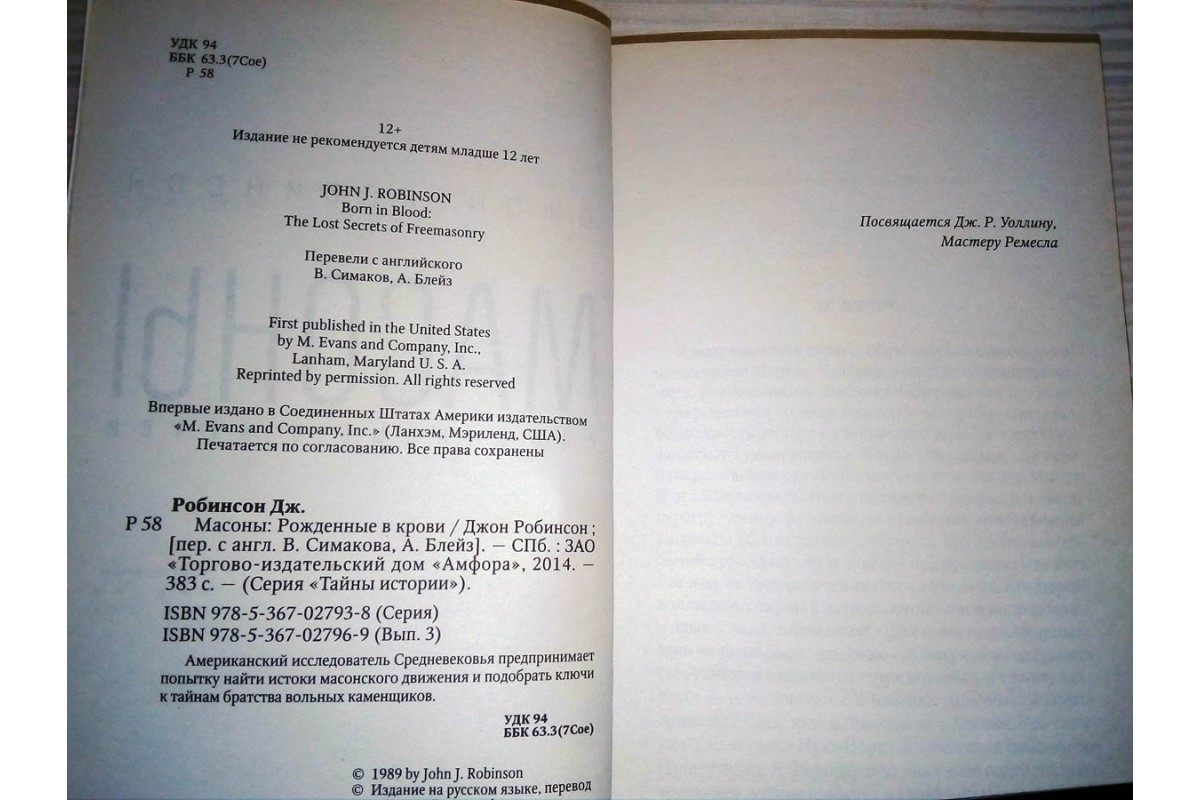 УДК 94
ББК 63.3(7Сое)
Р 58
12+
Издание не рекомендуется детям младше 12 лет
JOHN J. ROBINSON
Born in Blood:
The Lost Secrets of Freemasonry
Перевели с английского
В. Симаков, А. Блейз
First published in the United States
by M. Evans and Company, Inc.,
Lanham, Maryland U. S. A.
Reprinted by permission. All rights reserved
Впервые издано в Соединенных Штатах Америки издательством
«M. Evans and Company, Inc.» (Ланхэм, Мэриленд, США).
Печатается по согласованию. Все права сохранены
Робинсон Дж.
Р 58 Масоны: Рожденные в крови / Джон Робинсон ;
[пер. с англ. В. Симакова, А. Блейз]. — СПб. : ЗАО
«Торгово-издательский дом «Амфора», 2014. —
383 с. — (Серия «Тайны истории»).
ISBN 978-5-367-02793-8 (Серия)
ISBN 978-5-367-02796-9 (Вып. 3)
Американский исследователь Средневековья предпринимает
попытку найти истоки масонского движения и подобрать ключи
к тайнам братства вольных каменщиков.
УДК 94
ББК 63.3(7Сое)
© 1989 by John J. Robinson
© Издание на русском языке, перевод
Посвящается Дж. Р. Уоллину,
Мастеру Ремесла